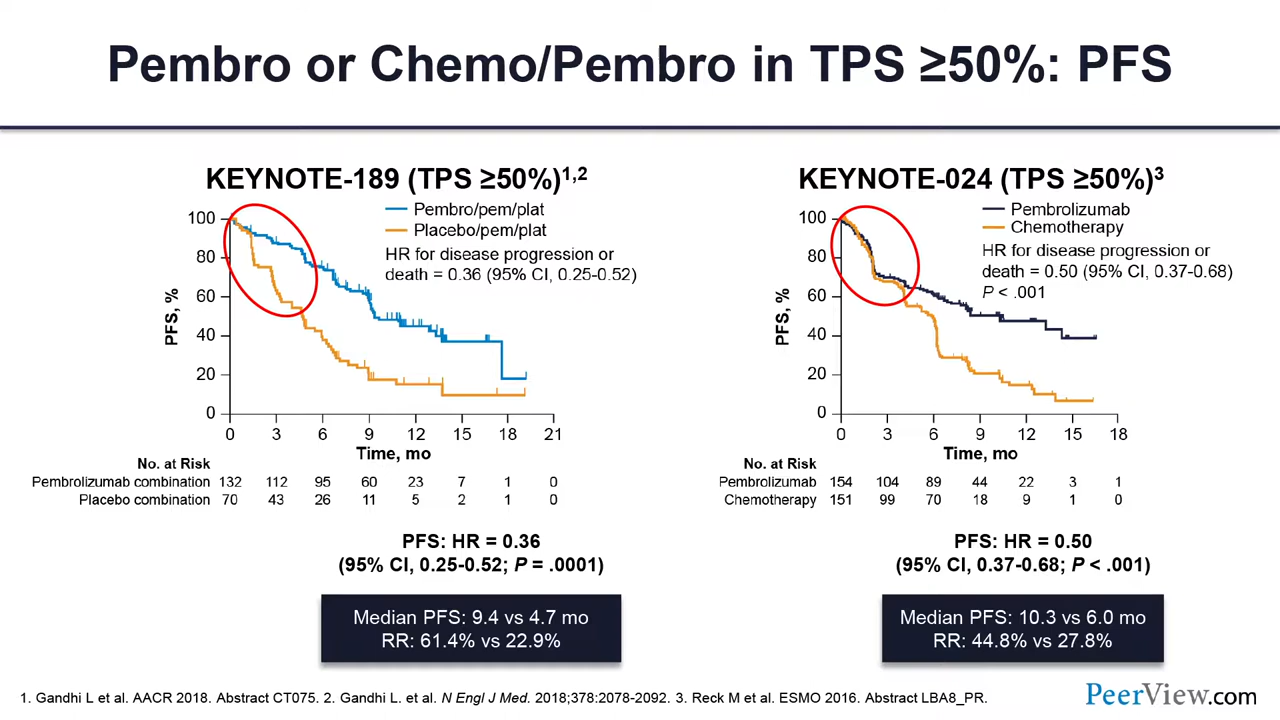 Pembro or Chemo/Pembro in TPS ≥50%: PFS
KEYNOTE-189 (TPS ≥50%)1,2
Pembro/pem/plat
Placebo/pem/plat
HR for disease progression or
death = 0.36 (95% CI, 0.25-0.52)
PFS, %
100
80
60
40
20
0
0 3 6 9 12 15 18 21
Time, mo
No. at Risk
Pembrolizumab combination 132 112 95 60 23 7 1 0
Placebo combination 70 43 26 11 5 2 1 0
PFS: HR = 0.36
(95% CI, 0.25-0.52; P = .0001)
Median PFS: 9.4 vs 4.7 mo
RR: 61.4% vs 22.9%
KEYNOTE-024 (TPS ≥50%)3
Pembrolizumab
Chemotherapy
HR for disease progression or
death = 0.50 (95% CI, 0.37-0.68)
P < .001
PFS, %
100
80
60
40
20
0
0 3 6 9 12 15 18
Time, mo
No. at Risk
Pembrolizumab 154 104 89 44 22 3 1
Chemotherapy 151 99 70 18 9 1 0
PFS: HR = 0.50
(95% CI, 0.37-0.68; P < .001)
Median PFS: 10.3 vs 6.0 mo
RR: 44.8% vs 27.8%
1. Gandhi L et al. AACR 2018. Abstract CT075. 2. Gandhi L. et al. N Engl J Med. 2018;378:2078-2092. 3. Reck M et al. ESMO 2016. Abstract LBA8_PR.
PeerView.com